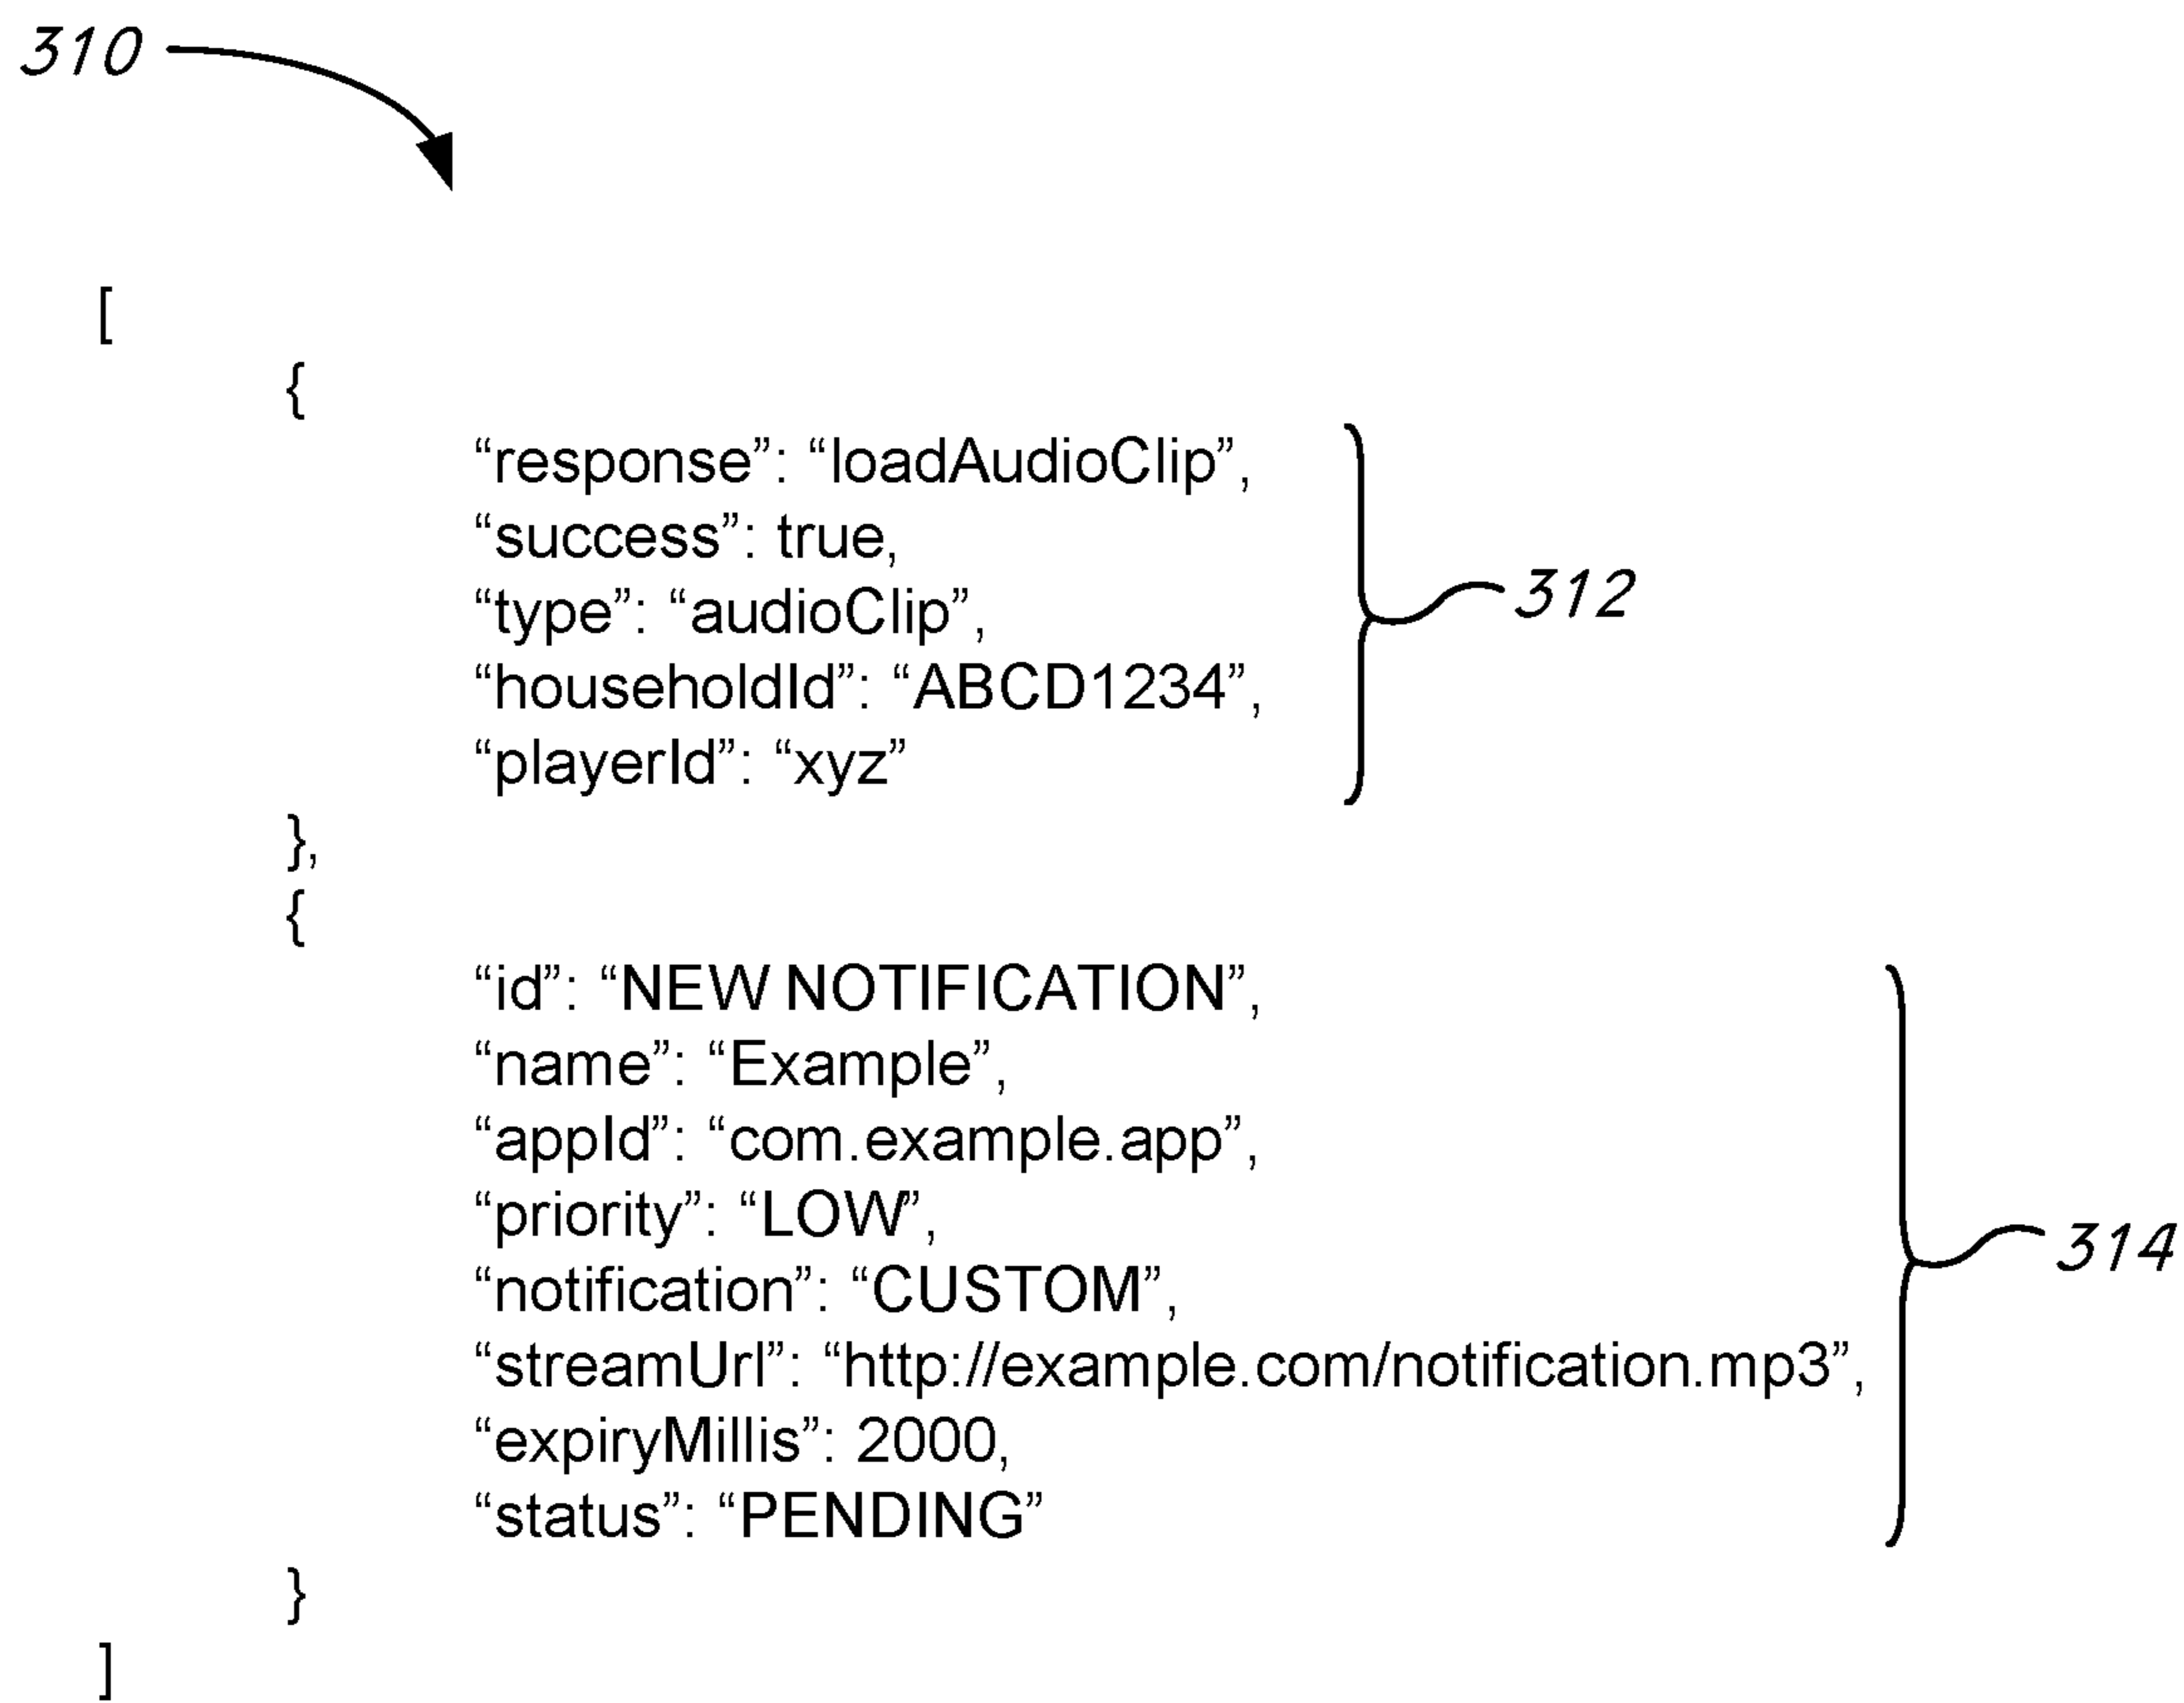 310
[
{
“response”: “loadAudioClip”,
“success”: true,
“type”: “audioClip”,
“householdId”: “ABCD1234”,
“playerId”: “xyz”
312
},
{
“id”: “NEW NOTIFICATION”,
“name”: “Example”,
“appId”: “com.example.app”,
“priority”: “LOW”,
“notification”: “CUSTOM”,
“streamUrl”: “http://example.com/notification.mp3”,
“expiryMillis”: 2000,
“status”: “PENDING”
314
}
]